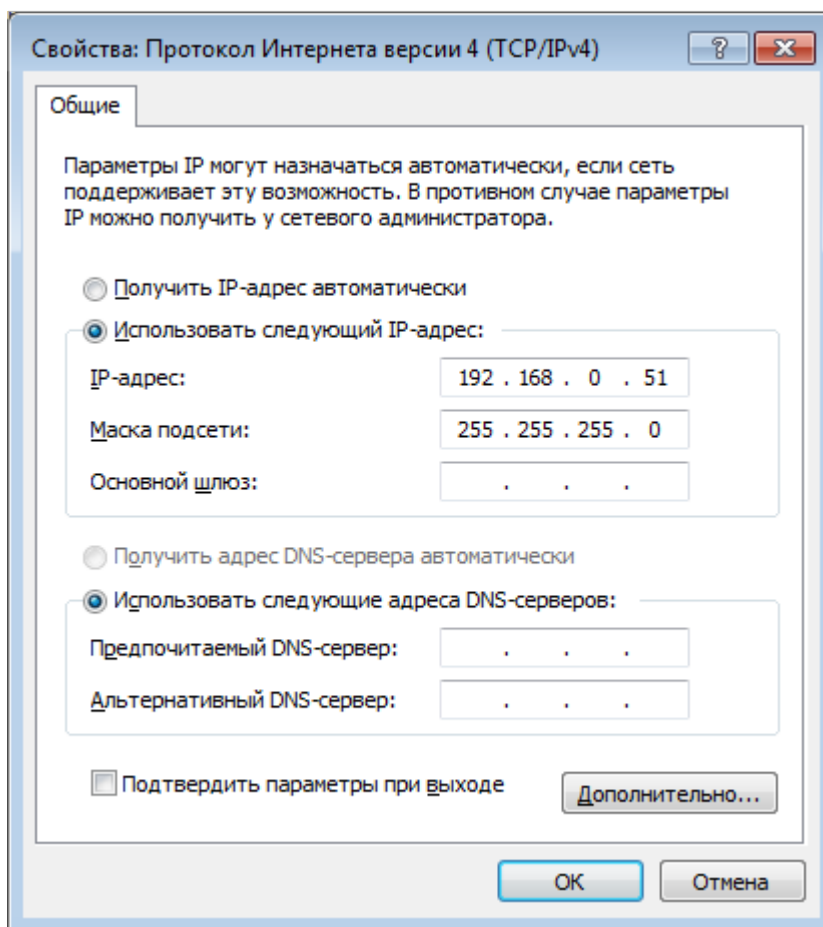 Свойства: Протокол Интернета версии 4 (TCP/IPv4)
Общие
Параметры IP могут назначаться автоматически, если сеть
поддерживает эту возможность. В противном случае параметры
IP можно получить у сетевого администратора.
Получить IP-адрес автоматически
Использовать следующий IP-адрес:
IP-адрес: 192 . 168 . 0 . 51
Маска подсети: 255 . 255 . 255 . 0
Основной шлюз: . . .
Получить адрес DNS-сервера автоматически
Использовать следующие адреса DNS-серверов:
Предпочитаемый DNS-сервер: . . .
Альтернативный DNS-сервер: . . .
Подтвердить параметры при выходе
Дополнительно...
ОК Отмена